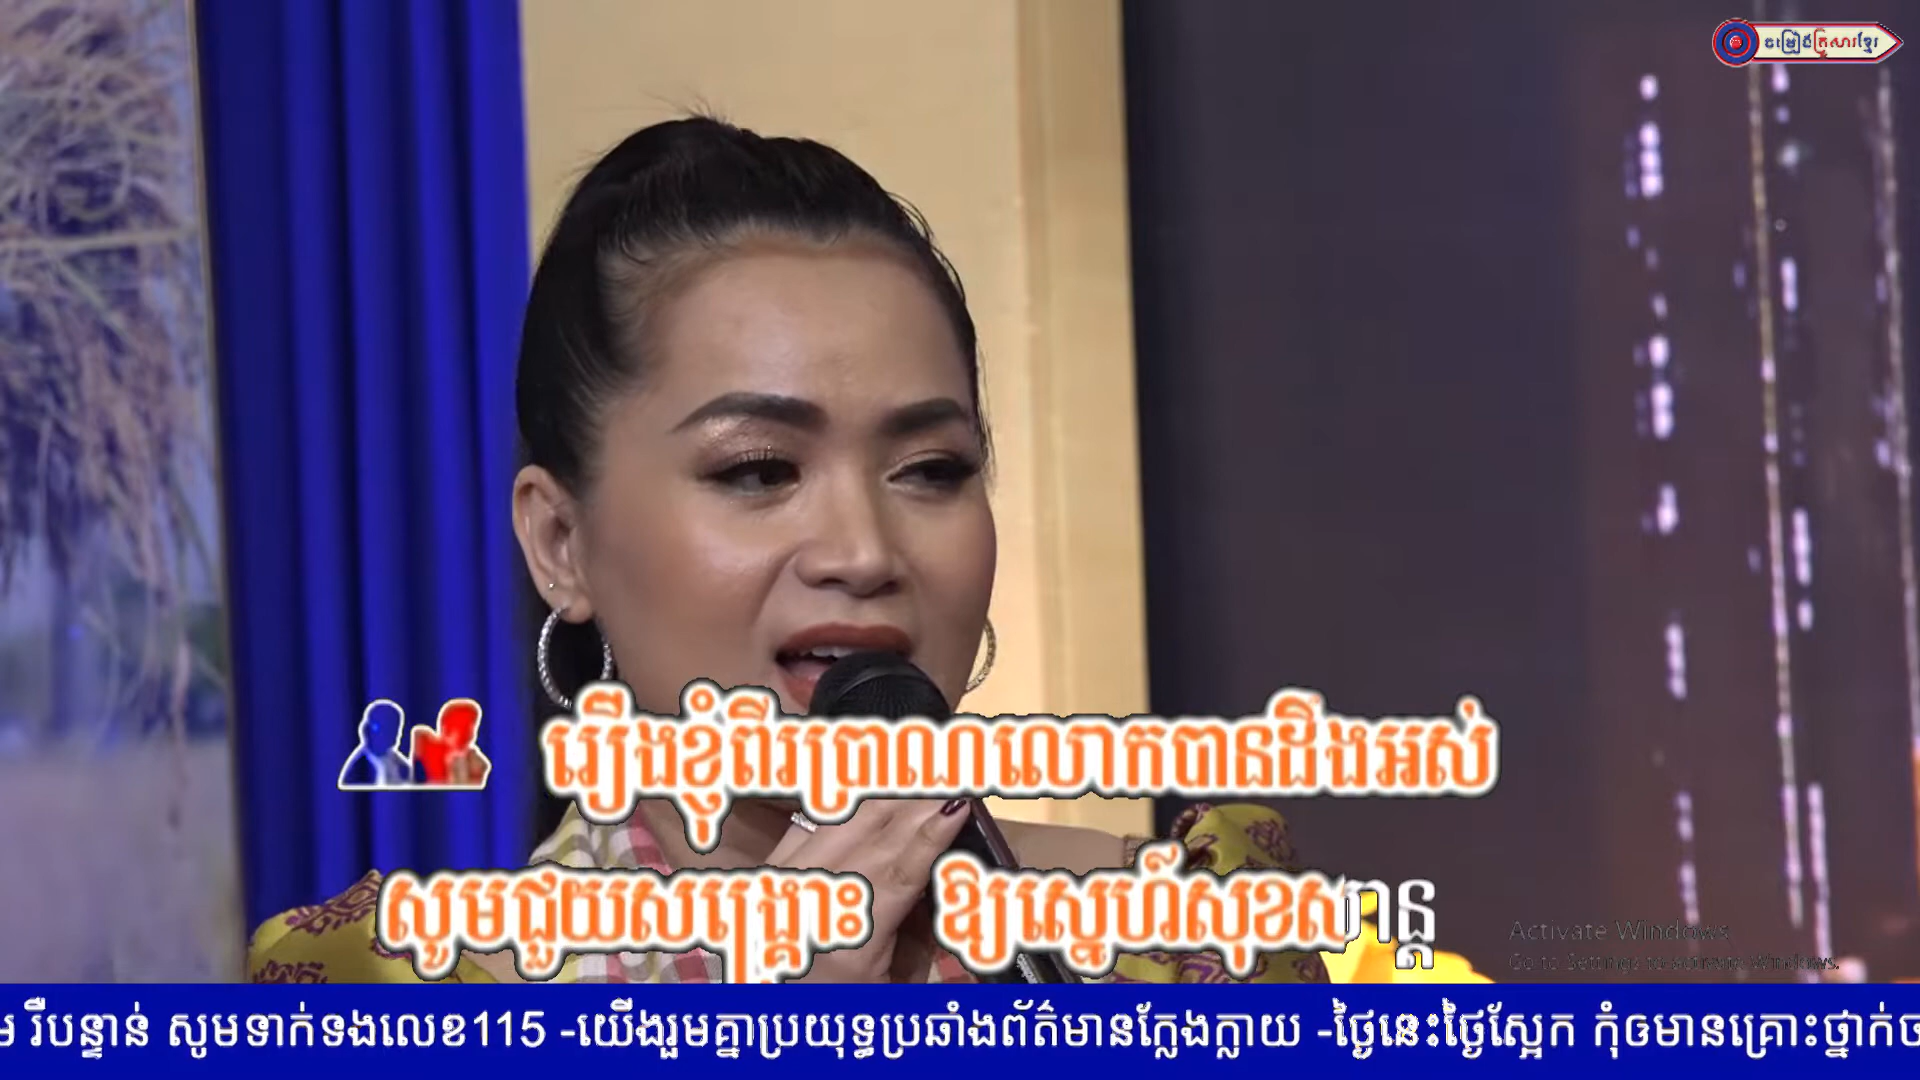 ចម្រៀងគ្រួសារខ្មែរ
រឿងខ្ញុំពីរប្រាណលោកបានដឹងអស់
សូមជួយសង្គ្រោះ ឱ្យស្នេហ៍សុខសាន្ត
Activate Windows
Go to Settings to activate Windows.
ម រឺបន្ទាន់ សូមទាក់ទងលេខ115 -យើងរួមគ្នាប្រយុទ្ធប្រឆាំងព័ត៌មានក្លែងក្លាយ -ថ្ងៃនេះថ្ងៃស្អែក កុំឲមានគ្រោះថ្នាក់ច